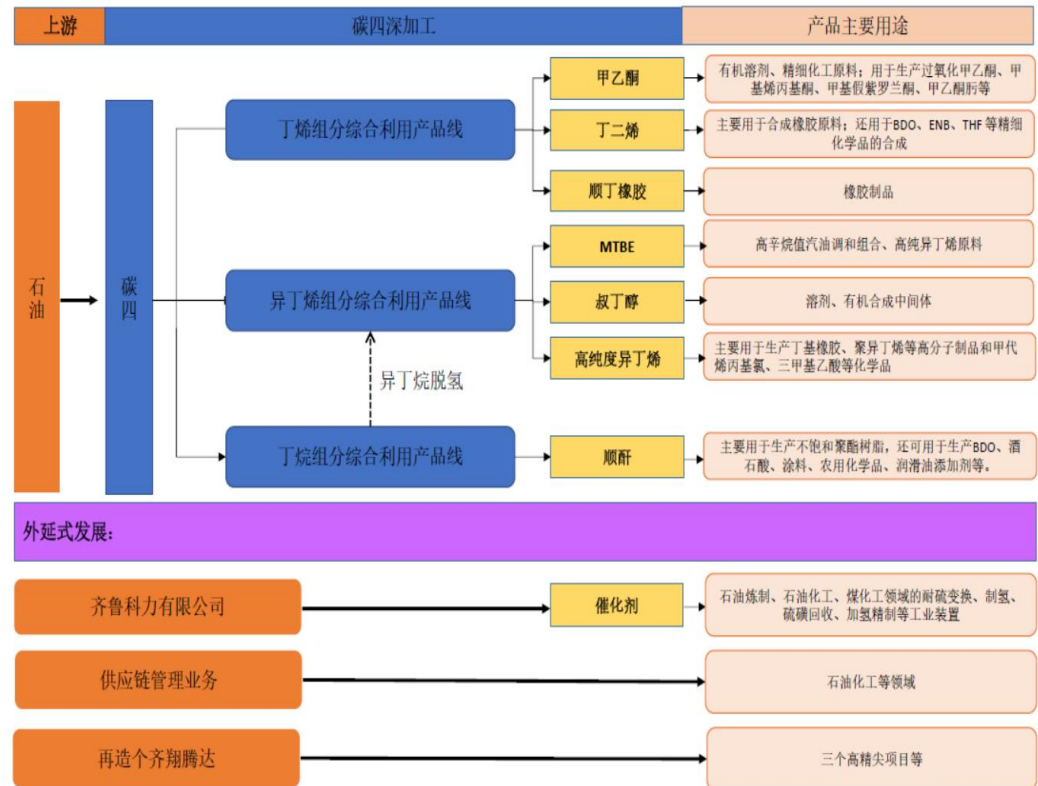 上游
碳四深加工
产品主要用途
石油
碳四
丁烯组分综合利用产品线
甲乙酮
有机溶剂、精细化工原料；用于生产过氧化甲乙酮、甲
基烯丙基酮、甲基假紫罗兰酮、甲乙酮肟等
丁二烯
主要用于合成橡胶原料；还用于BDO、ENB、THF 等精细
化学品的合成
顺丁橡胶
橡胶制品
异丁烯组分综合利用产品线
MTBE
高辛烷值汽油调和组合、高纯异丁烯原料
叔丁醇
溶剂、有机合成中间体
高纯度异丁烯
主要用于生产丁基橡胶、聚异丁烯等高分子制品和甲代
烯丙基氯、三甲基乙酸等化学品
异丁烷脱氢
丁烷组分综合利用产品线
顺酐
主要用于生产不饱和聚酯树脂，还可用于生产BDO、酒
石酸、涂料、农用化学品、润滑油添加剂等。
外延式发展：
齐鲁科力有限公司
催化剂
石油炼制、石油化工、煤化工领域的耐硫变换、制氢、
硫磺回收、加氢精制等工业装置
供应链管理业务
石油化工等领域
再造个齐翔腾达
三个高精尖项目等